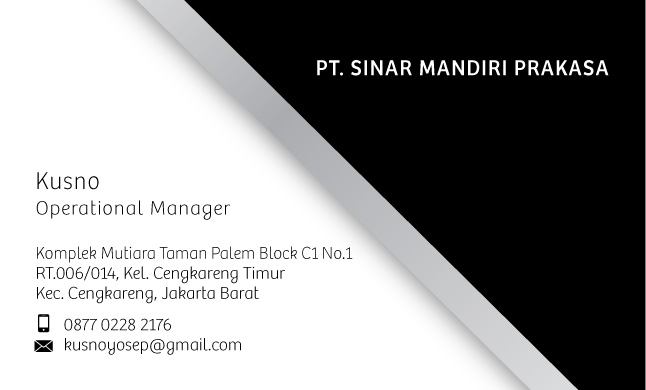 PT. SINAR MANDIRI PRAKASA
Kusno
Operational Manager
Komplek Mutiara Taman Palem Block C1 No.1
RT.006/014, Kel. Cengkareng Timur
Kec. Cengkareng, Jakarta Barat
0877 0228 2176
kusnoyosep@gmail.com